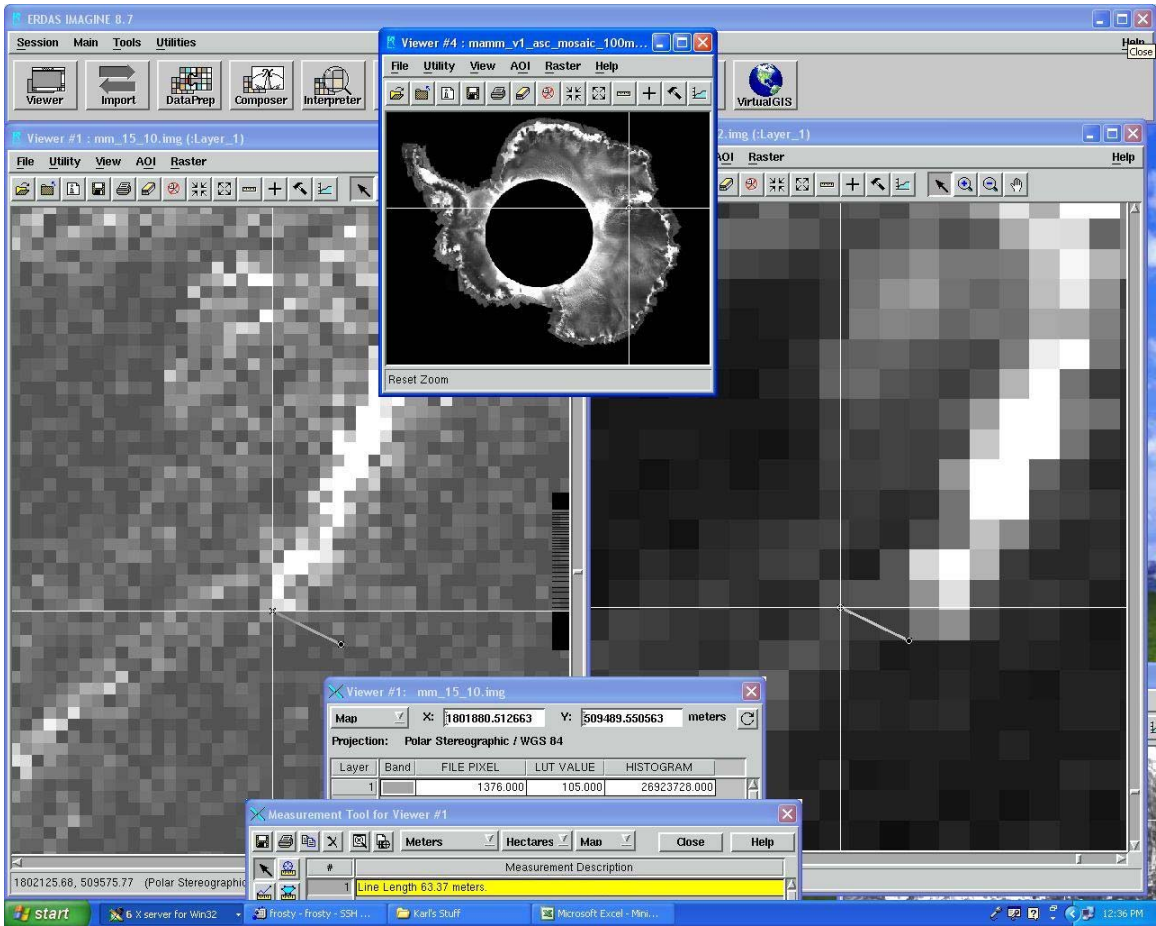 ERDAS IMAGINE 8.7
Session Main Tools Utilities
Help
Close
Viewer Import DataPrep Composer Interpreter VirtualGIS
Viewer #4 : mamm_v1_asc_mosaic_100m...
File Utility View AOI Raster Help
Reset Zoom
Viewer #1 : mm_15_10.img (:Layer_1)
File Utility View AOI Raster
2.img (:Layer_1)
AOI Raster Help
Viewer #1: mm_15_10.img
Map X: 1801880.512663 Y: 509489.550563 meters
Projection: Polar Stereographic / WGS 84
Layer Band FILE PIXEL LUT VALUE HISTOGRAM
1 1376.000 105.000 26923728.000
Measurement Tool for Viewer #1
Meters Hectares Map Close Help
# Measurement Description
1 Line Length 63.37 meters.
1802125.68, 509575.77 (Polar Stereographic
start 6 X server for Win32 frosty - frosty - SSH ... Karl's Stuff Microsoft Excel - Mini... 12:36 PM